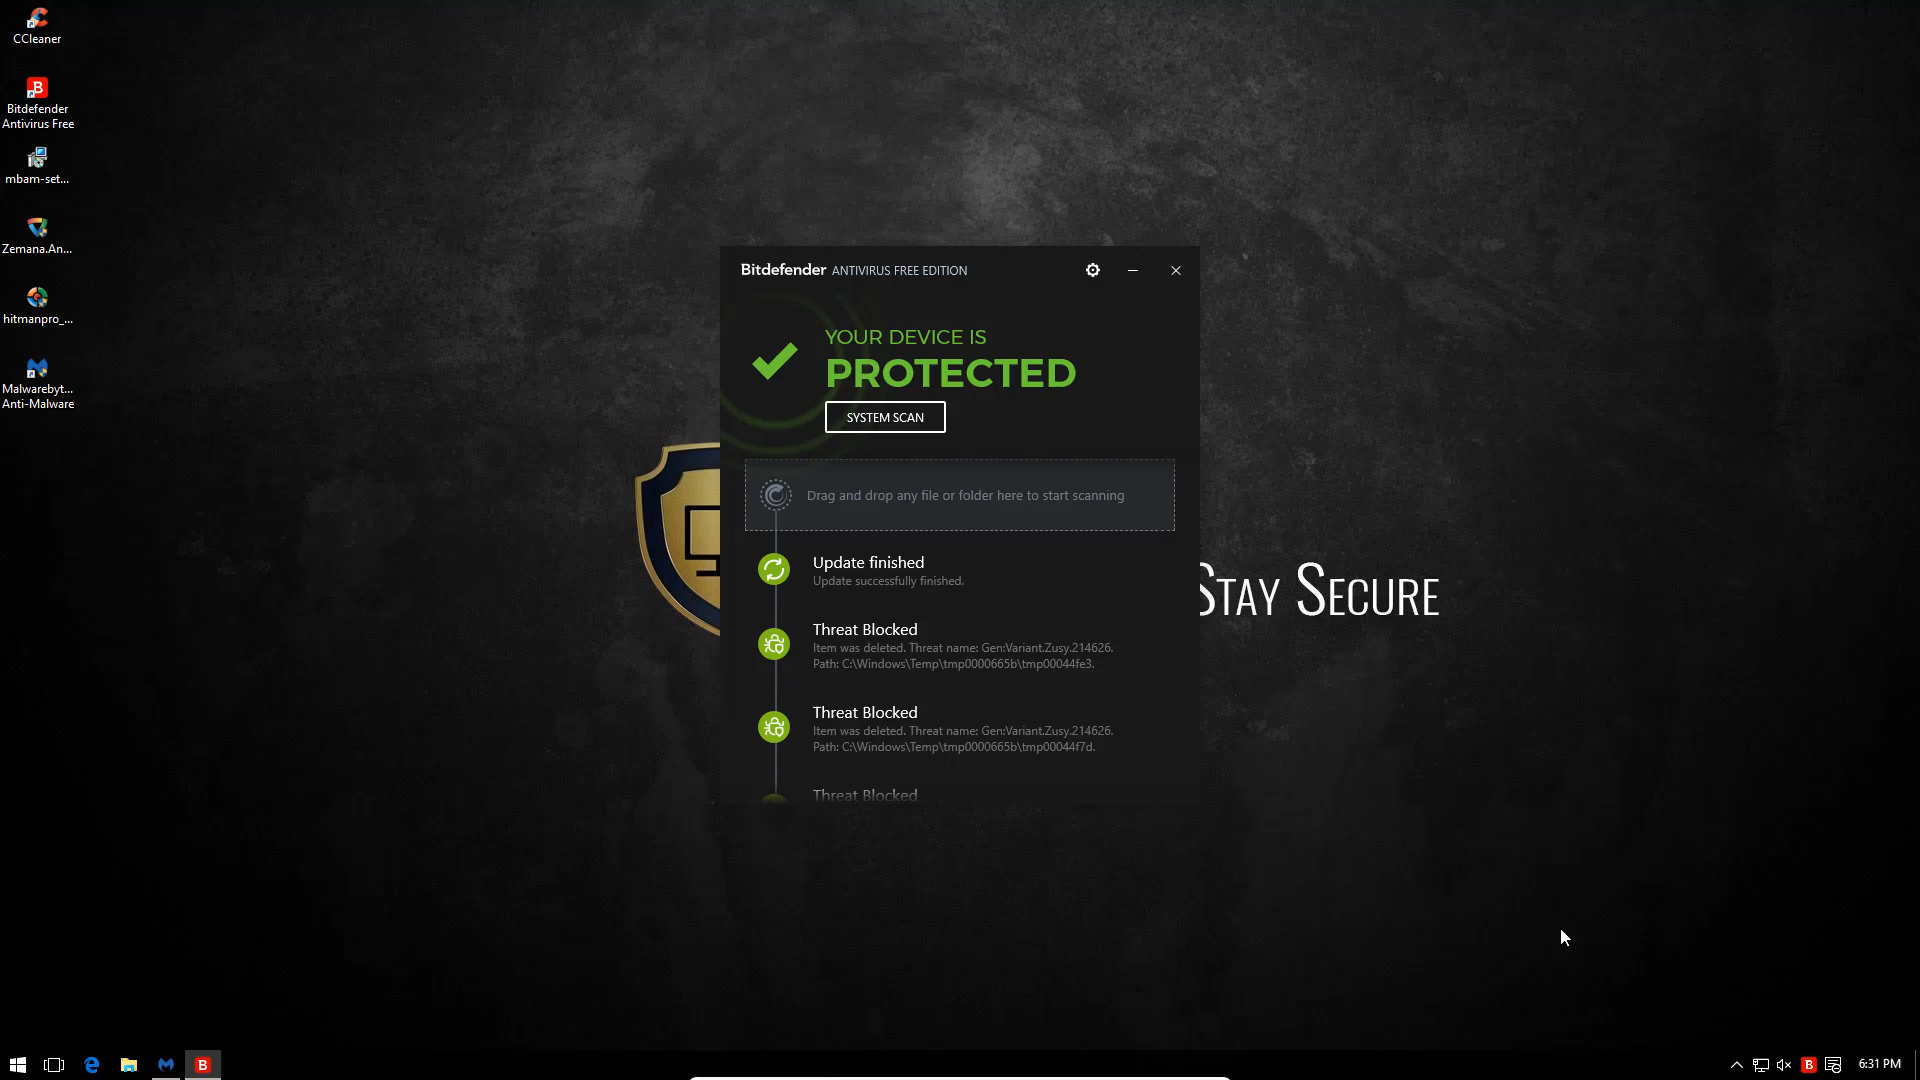 CCleaner
Bitdefender
Antivirus Free
mbam-set...
Zemana.An...
hitmanpro_...
Malwarebyt...
Anti-Malware
Bitdefender ANTIVIRUS FREE EDITION
YOUR DEVICE IS
PROTECTED
SYSTEM SCAN
Drag and drop any file or folder here to start scanning
Update finished
Update successfully finished.
Threat Blocked
Item was deleted. Threat name: Gen:Variant.Zusy.214626.
Path: C:\Windows\Temp\tmp0000665b\tmp00044fe3.
Threat Blocked
Item was deleted. Threat name: Gen:Variant.Zusy.214626.
Path: C:\Windows\Temp\tmp0000665b\tmp00044f7d.
Threat Blocked
Stay Secure
6:31 PM